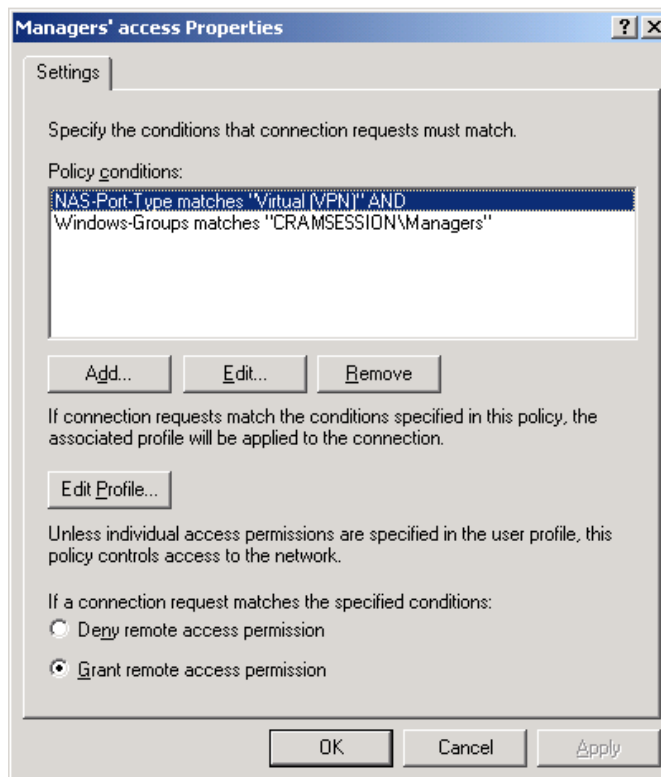 Managers' access Properties
Settings
Specify the conditions that connection requests must match.
Policy conditions:
NAS-Port-Type matches "Virtual (VPN)" AND
Windows-Groups matches "CRAMSESSION\Managers"
Add... Edit... Remove
If connection requests match the conditions specified in this policy, the
associated profile will be applied to the connection.
Edit Profile...
Unless individual access permissions are specified in the user profile, this
policy controls access to the network.
If a connection request matches the specified conditions:
Deny remote access permission
Grant remote access permission
OK Cancel Apply